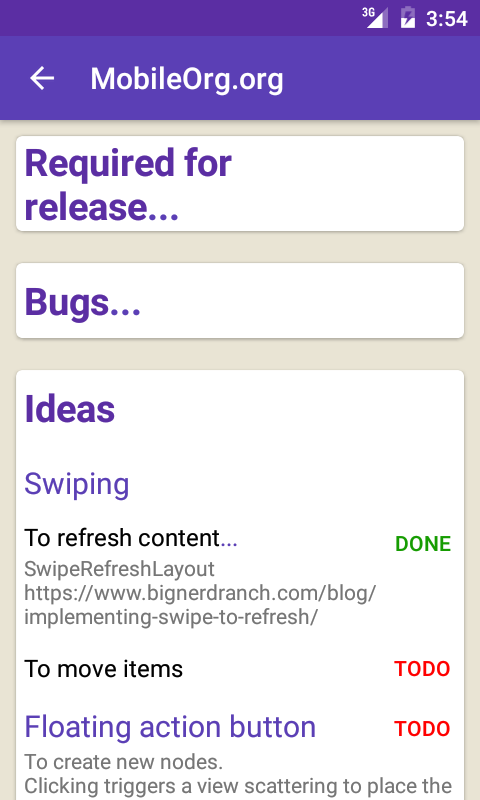 3G 3:54
MobileOrg.org
Required for
release...
Bugs...
Ideas
Swiping
To refresh content...
DONE
SwipeRefreshLayout
https://www.bignerdranch.com/blog/
implementing-swipe-to-refresh/
To move items
TODO
Floating action button
TODO
To create new nodes.
Clicking triggers a view scattering to place the